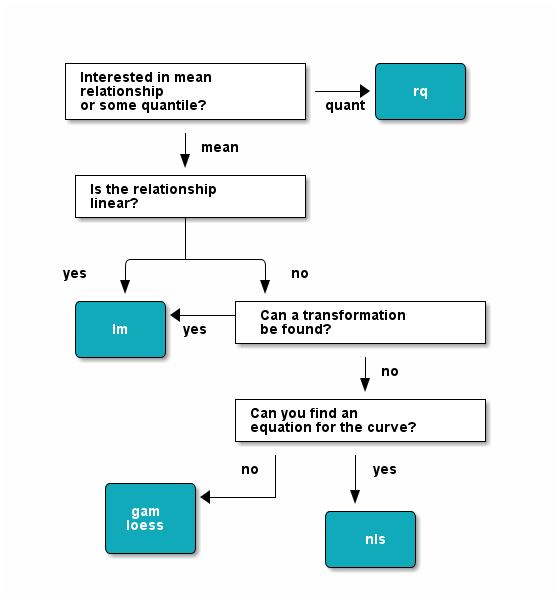 Interested in mean
relationship
or some quantile?
rq
quant
mean
Is the relationship
linear?
yes
no
lm
yes
Can a transformation
be found?
no
Can you find an
equation for the curve?
no
yes
gam
loess
nls